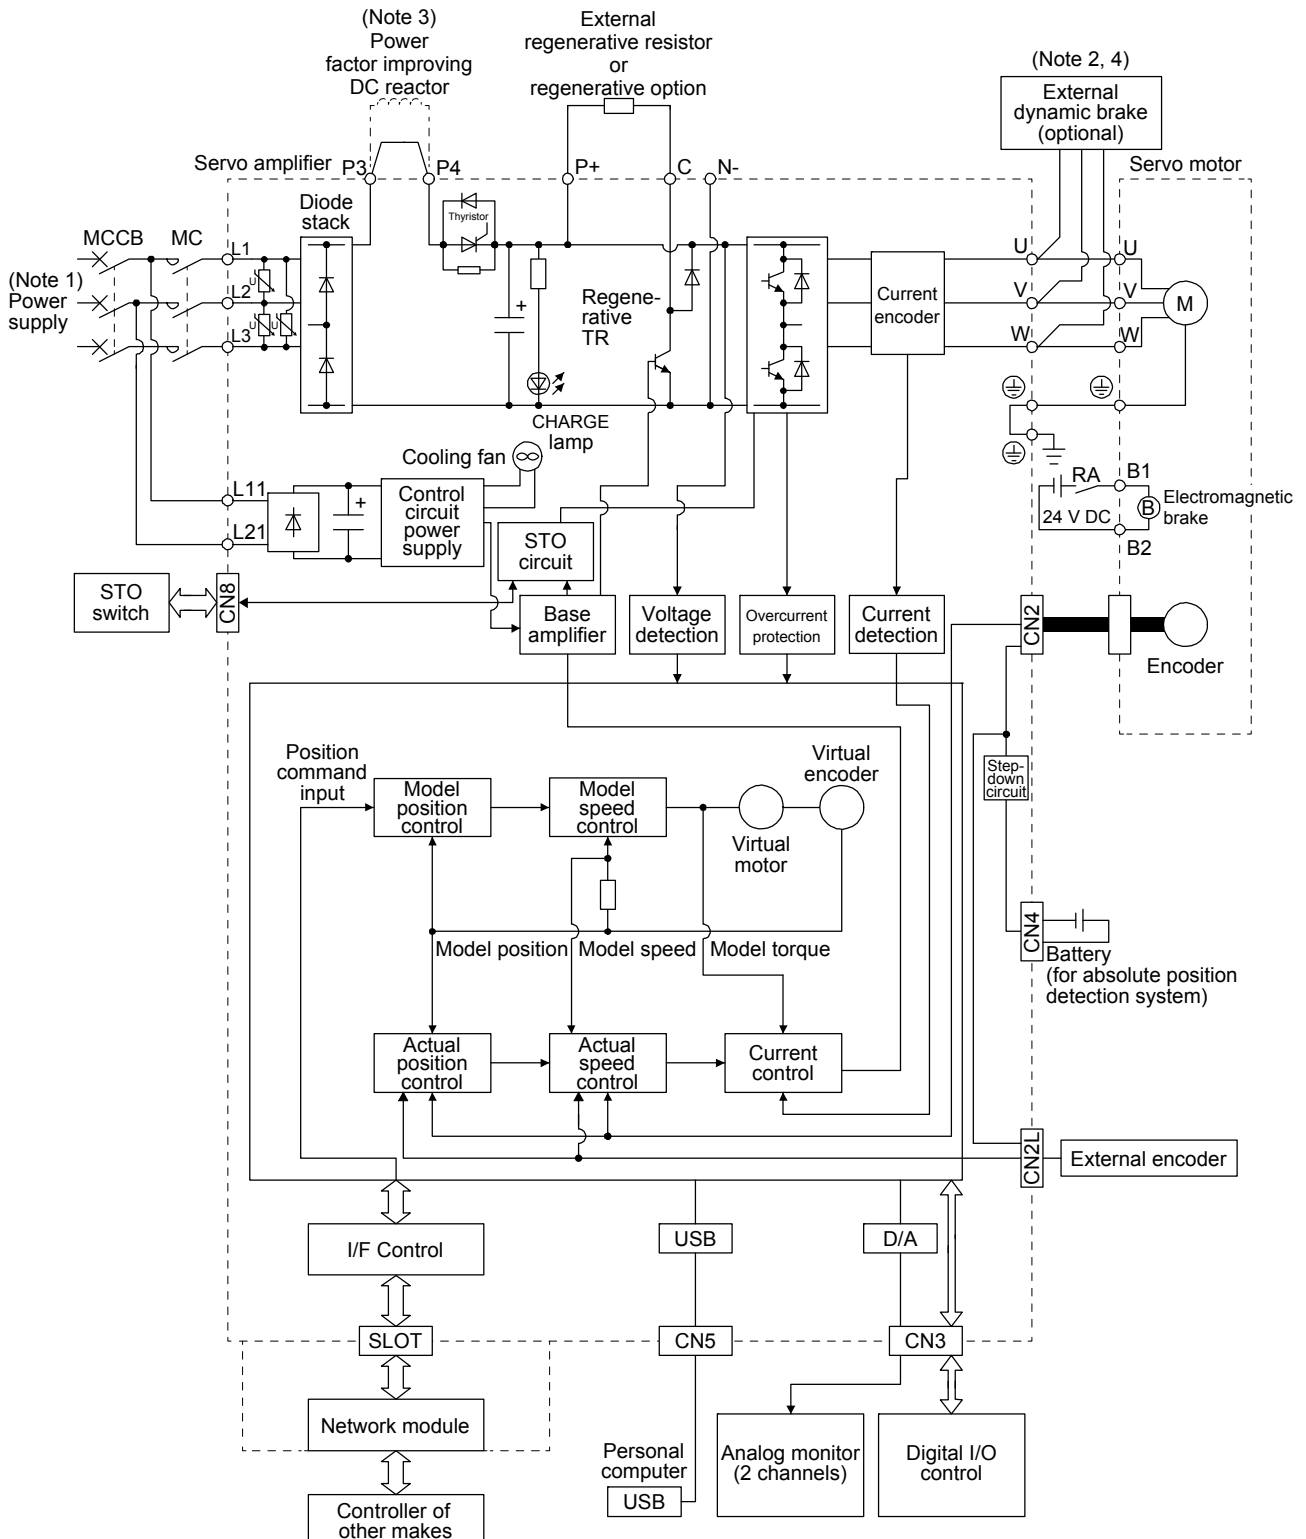 (Note 3)
Power
factor improving
DC reactor
External
regenerative resistor
or
regenerative option
(Note 2, 4)
External
dynamic brake
(optional)
Servo amplifier
P3
P4
P+
C
N-
Servo motor
Diode
stack
Thyristor
MCCB
MC
L1
U
U
(Note 1)
Power
supply
U
L2
Current
encoder
V
V
M
Regene-
rative
TR
+
U
U
L3
W
W
CHARGE
lamp
Cooling fan
L11
+
Control
circuit
power
supply
RA
B1
B
Electromagnetic
brake
24 V DC
B2
L21
STO
circuit
STO
switch
CN8
Base
amplifier
Voltage
detection
Overcurrent
protection
Current
detection
CN2
Encoder
Position
command
input
Model
position
control
Model
speed
control
Virtual
motor
Virtual
encoder
Step-
down
circuit
Model position
Model speed
Model torque
CN4
Battery
(for absolute position
detection system)
Actual
position
control
Actual
speed
control
Current
control
CN2L
External encoder
I/F Control
USB
D/A
SLOT
CN5
CN3
Network module
Personal
computer
USB
Analog monitor
(2 channels)
Digital I/O
control
Controller of
other makes